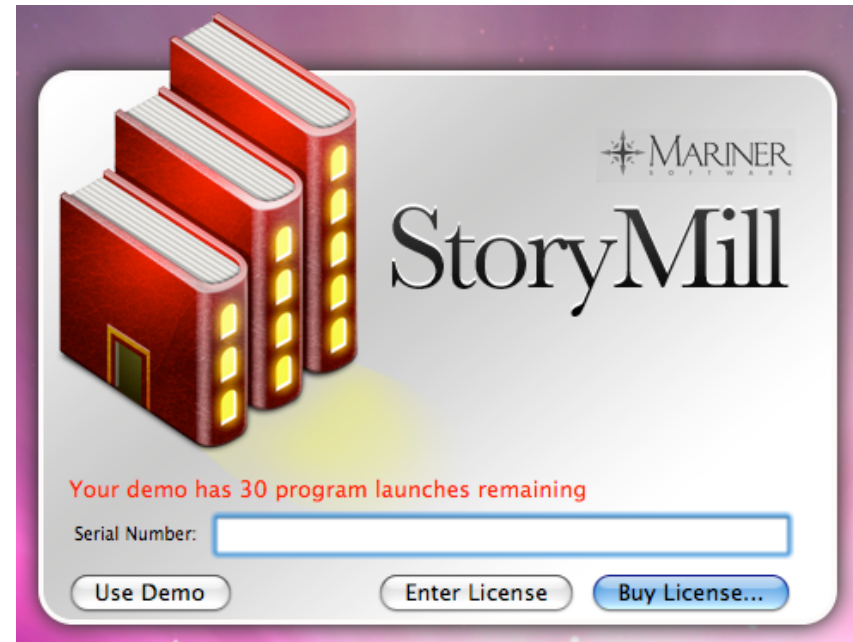 MARINER
SOFTWARE
StoryMill
Your demo has 30 program launches remaining
Serial Number:
Use Demo
Enter License
Buy License...